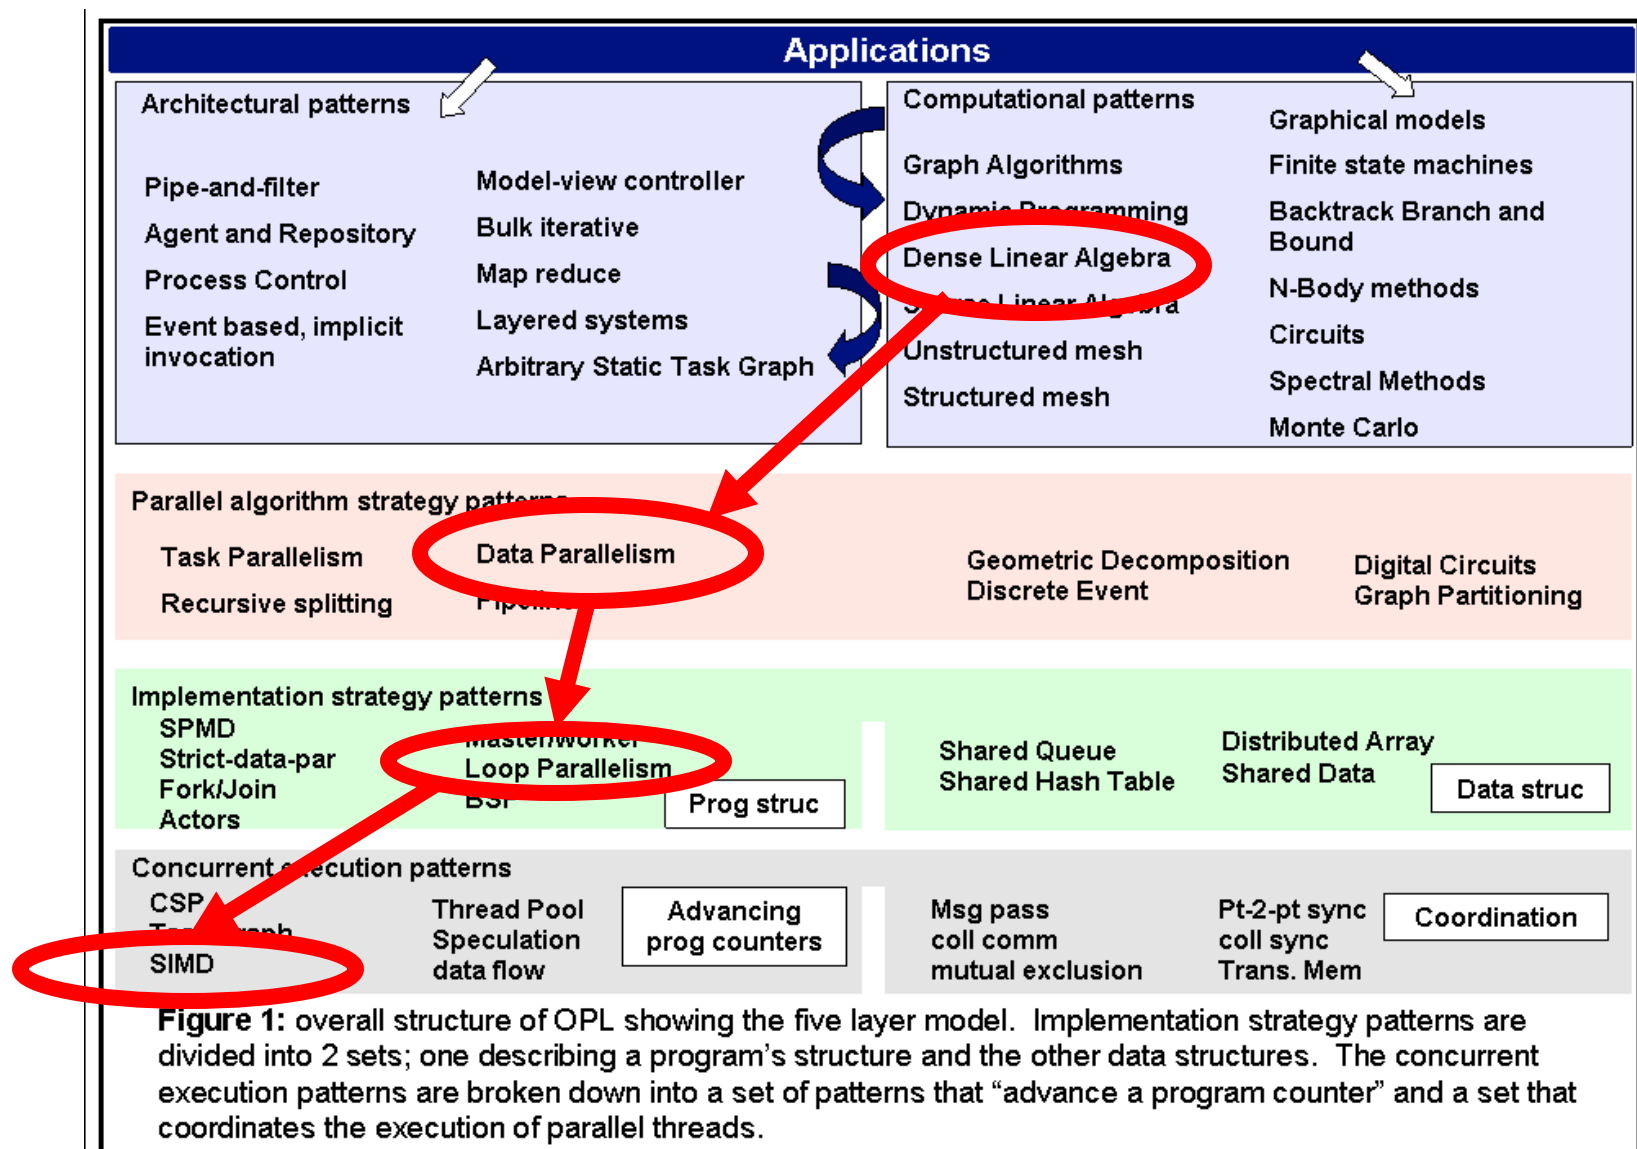 Applications
Architectural patterns
Pipe-and-filter
Agent and Repository
Process Control
Event based, implicit
invocation
Model-view controller
Bulk iterative
Map reduce
Layered systems
Arbitrary Static Task Graph
Computational patterns
Graph Algorithms
Dynamic Programming
Dense Linear Algebra
Linear Algebra
Unstructured mesh
Structured mesh
Graphical models
Finite state machines
Backtrack Branch and
Bound
N-Body methods
Circuits
Spectral Methods
Monte Carlo
Parallel algorithm strategy patterns
Task Parallelism
Recursive splitting
Data Parallelism
Pipeline
Geometric Decomposition
Discrete Event
Digital Circuits
Graph Partitioning
Implementation strategy patterns
SPMD
Strict-data-par
Fork/Join
Actors
Master/worker
Loop Parallelism
BSP
Prog struc
Shared Queue
Shared Hash Table
Distributed Array
Shared Data
Data struc
Concurrent execution patterns
CSP
SIMD
Thread Pool
Speculation
data flow
Advancing
prog counters
Msg pass
coll comm
mutual exclusion
Pt-2-pt sync
coll sync
Trans. Mem
Coordination
Figure 1: overall structure of OPL showing the five layer model. Implementation strategy patterns are
divided into 2 sets; one describing a program's structure and the other data structures. The concurrent
execution patterns are broken down into a set of patterns that “advance a program counter” and a set that
coordinates the execution of parallel threads.